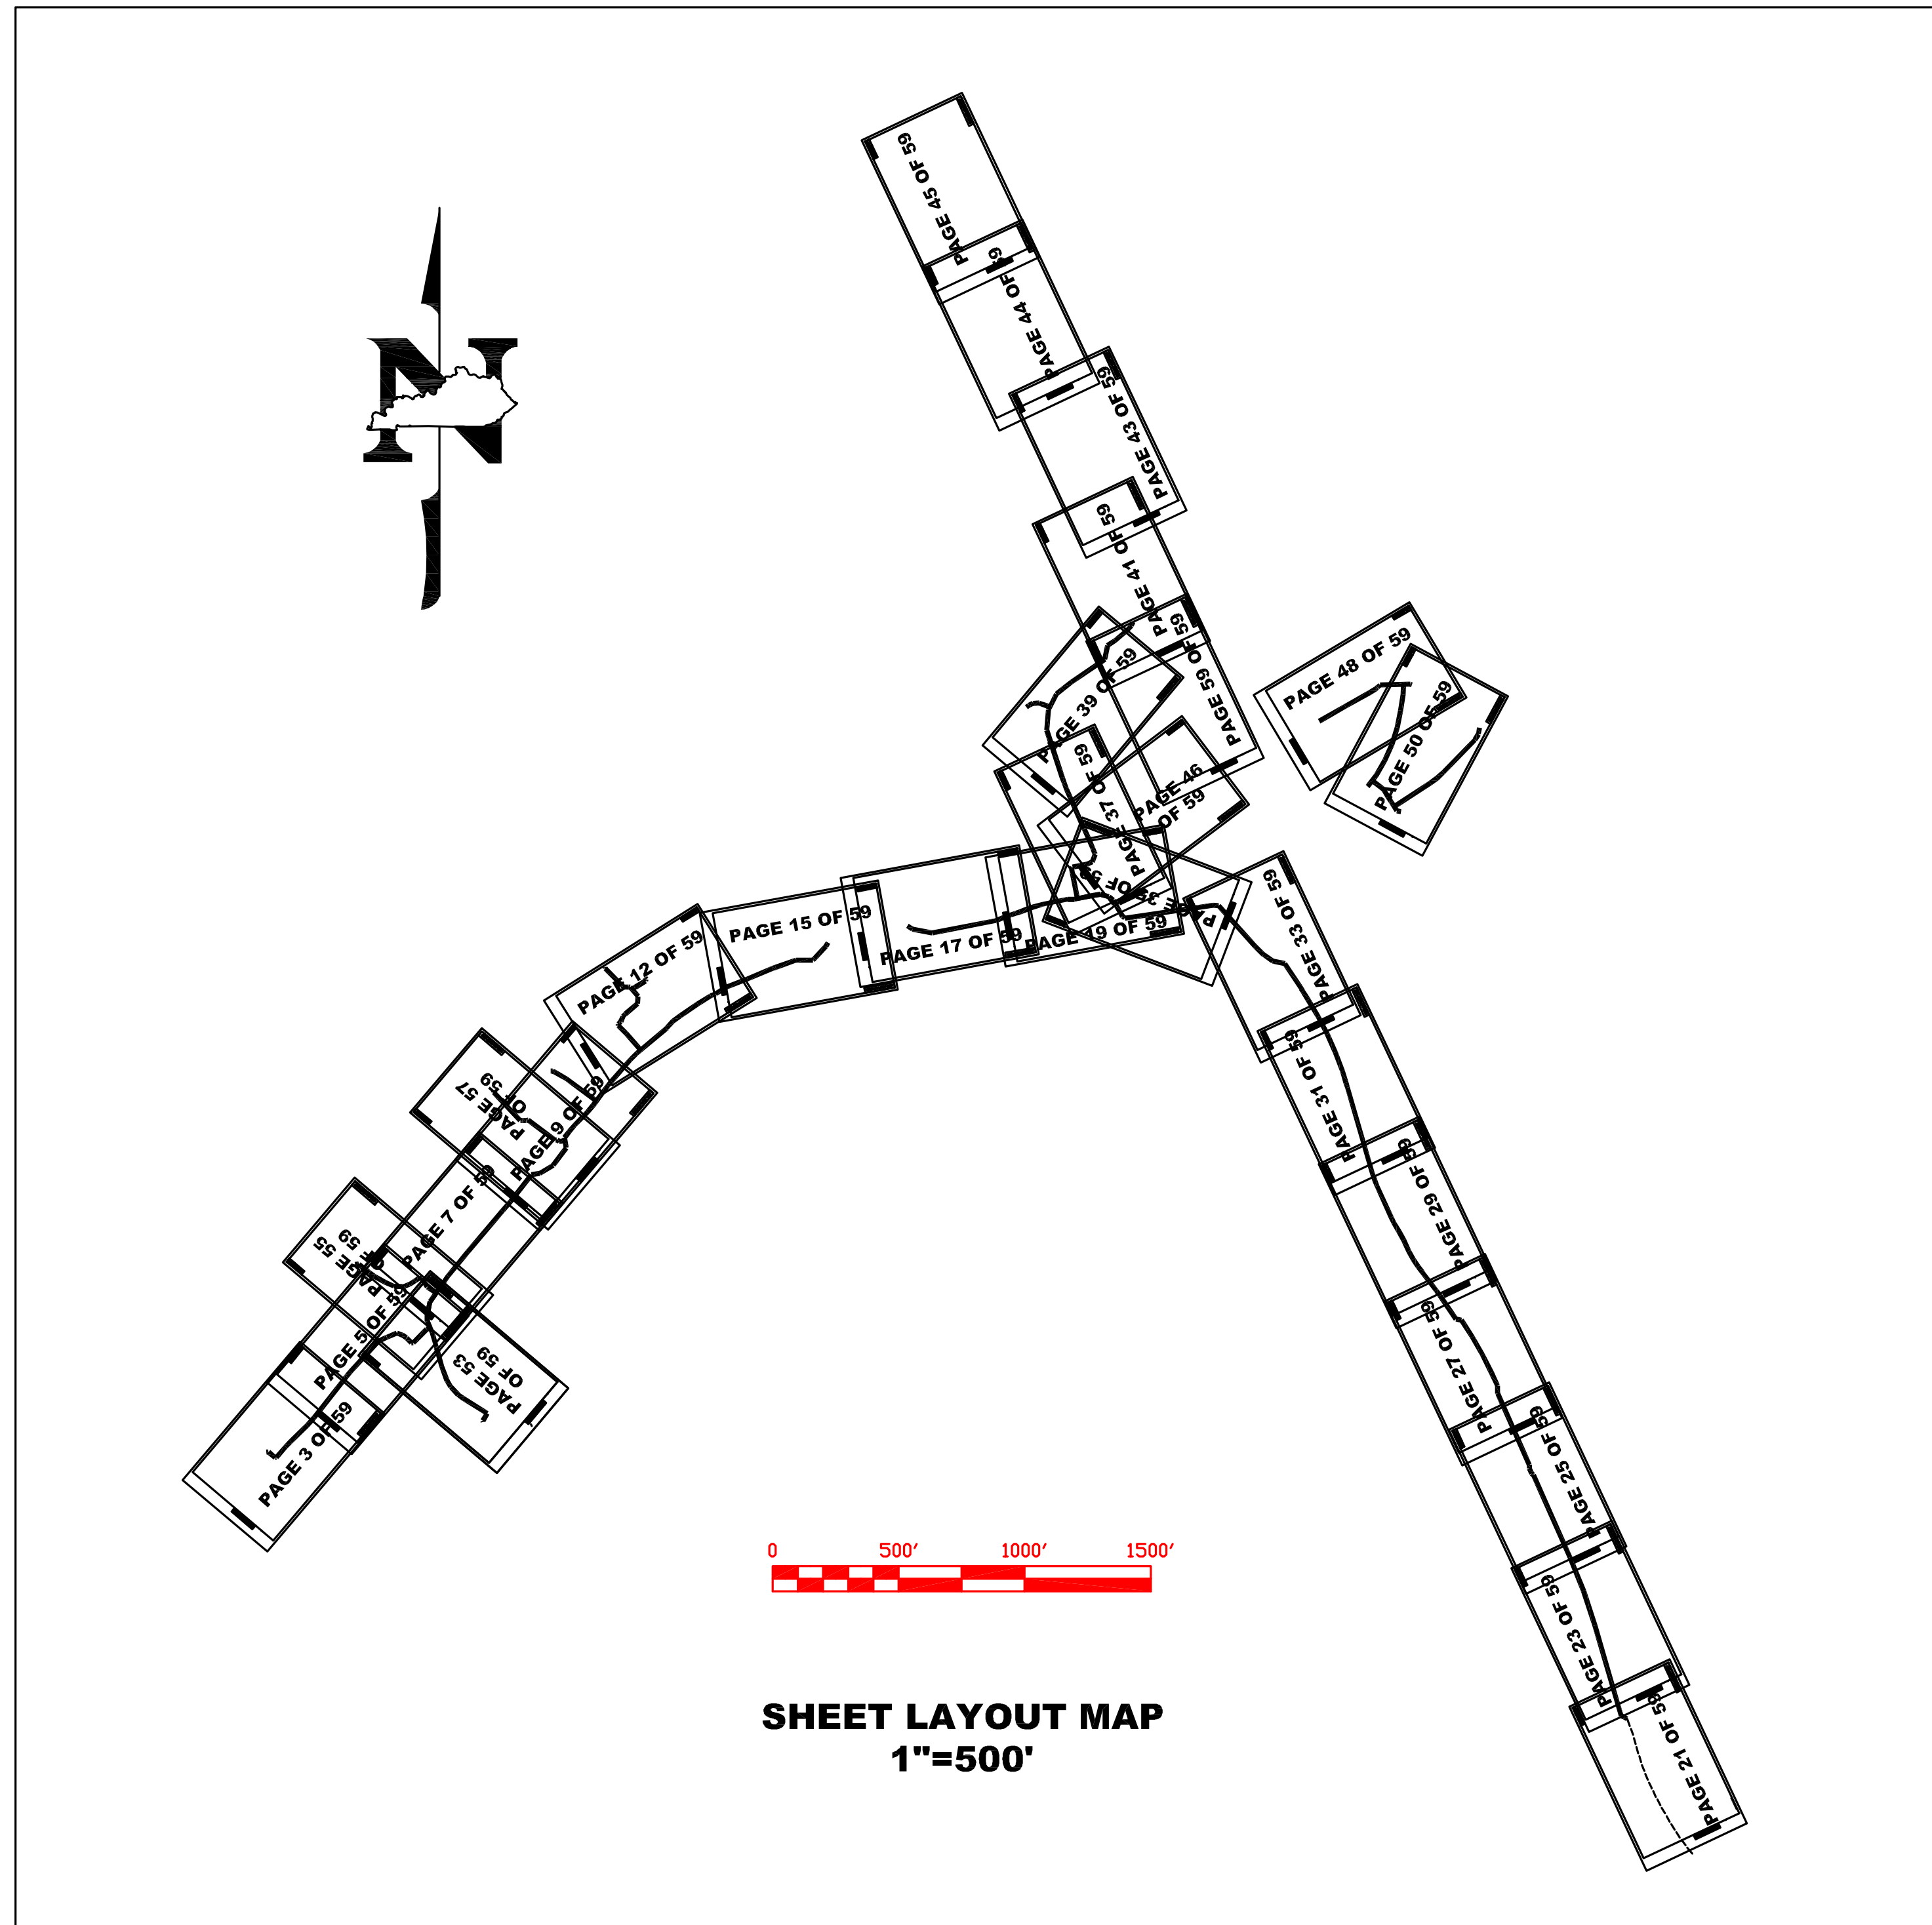 PAGE 45 OF 59
PAGE 44 OF 59
PAGE 43 OF 59
PAGE 41 OF 59
PAGE 59 OF 59
PAGE 39 OF 59
PAGE 48 OF 59
PAGE 50 OF 59
PAGE 37 OF 59
PAGE 46
OF 59
PAGE 33 OF 59
PAGE 19 OF 59
PAGE 17 OF 59
PAGE 15 OF 59
PAGE 12 OF 59
PAGE 57
OF 59
PAGE 9 OF 59
PAGE 7 OF 59
PAGE 55
OF 59
PAGE 5 OF 59
PAGE 53
OF 59
PAGE 3 OF 59
PAGE 31 OF 59
PAGE 29 OF 59
PAGE 27 OF 59
PAGE 25 OF 59
PAGE 23 OF 59
PAGE 21 OF 59
N
0 500' 1000' 1500'
SHEET LAYOUT MAP
1"=500'